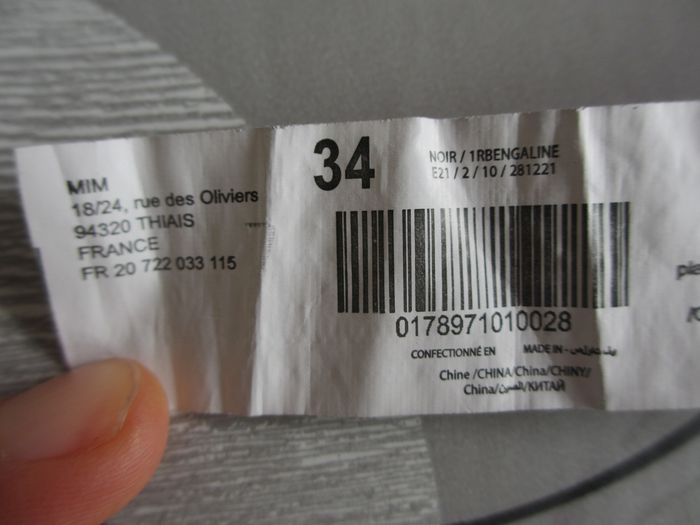 MIM
18/24, rue des Oliviers
94320 THIAIS
FRANCE
FR 20 722 033 115
34
NOIR / 1RBENGALINE
E21 / 2 / 10 / 281221
0178971010028
CONFECTIONNÉ EN MADE IN -
Chine /CHINA/China/CHINY/
China/الصين/КИТАЙ